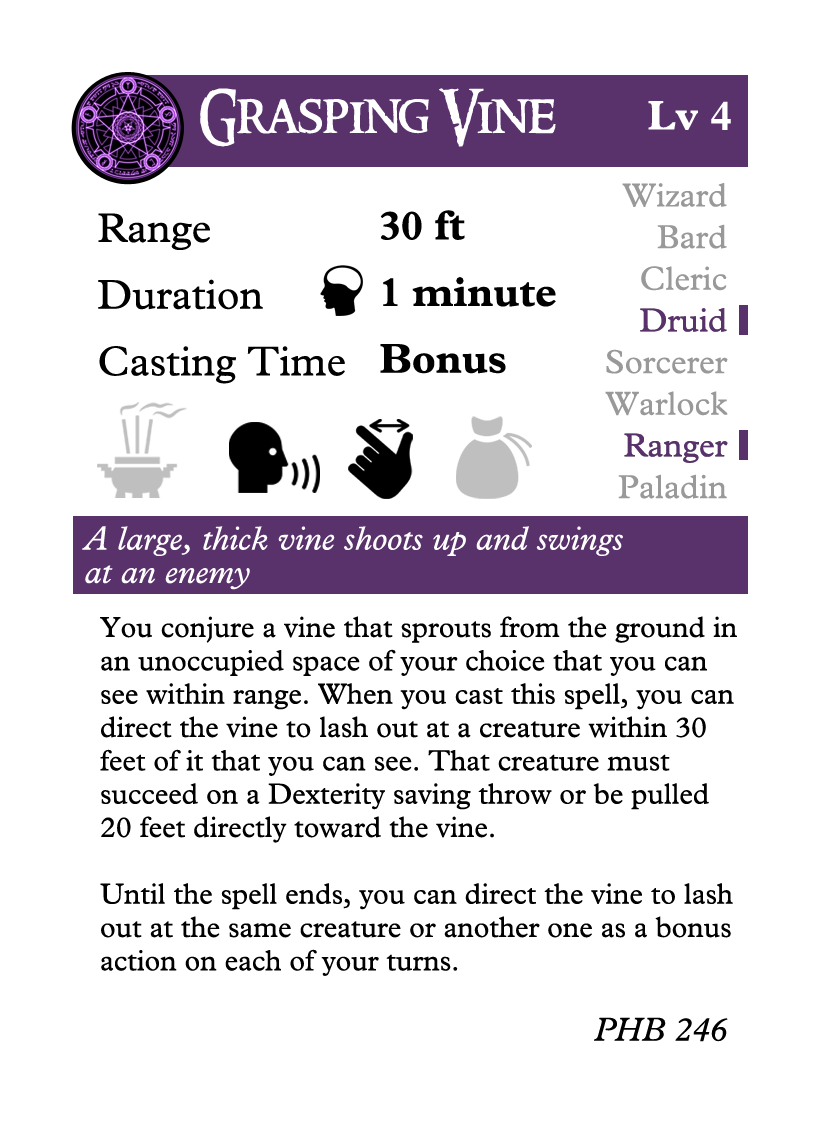 Grasping Vine Lv 4
Wizard
Range 30 ft
Bard
Cleric
Duration 1 minute
Druid
Casting Time Bonus
Sorcerer
Warlock
Ranger
Paladin
A large, thick vine shoots up and swings
at an enemy
You conjure a vine that sprouts from the ground in
an unoccupied space of your choice that you can
see within range. When you cast this spell, you can
direct the vine to lash out at a creature within 30
feet of it that you can see. That creature must
succeed on a Dexterity saving throw or be pulled
20 feet directly toward the vine.
Until the spell ends, you can direct the vine to lash
out at the same creature or another one as a bonus
action on each of your turns.
PHB 246